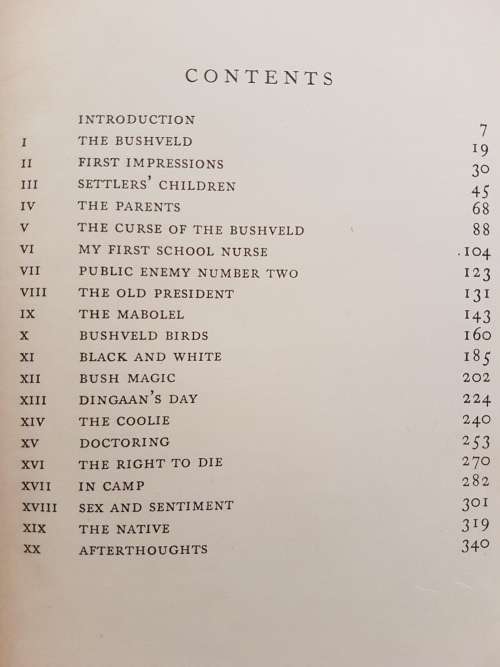 CONTENTS
INTRODUCTION 7
I THE BUSHVELD 19
II FIRST IMPRESSIONS 30
III SETTLERS' CHILDREN 45
IV THE PARENTS 68
V THE CURSE OF THE BUSHVELD 88
VI MY FIRST SCHOOL NURSE 104
VII PUBLIC ENEMY NUMBER TWO 123
VIII THE OLD PRESIDENT 131
IX THE MABOLEL 143
X BUSHVELD BIRDS 160
XI BLACK AND WHITE 185
XII BUSH MAGIC 202
XIII DINGAAN'S DAY 224
XIV THE COOLIE 240
XV DOCTORING 253
XVI THE RIGHT TO DIE 270
XVII IN CAMP 282
XVIII SEX AND SENTIMENT 301
XIX THE NATIVE 319
XX AFTERTHOUGHTS 340